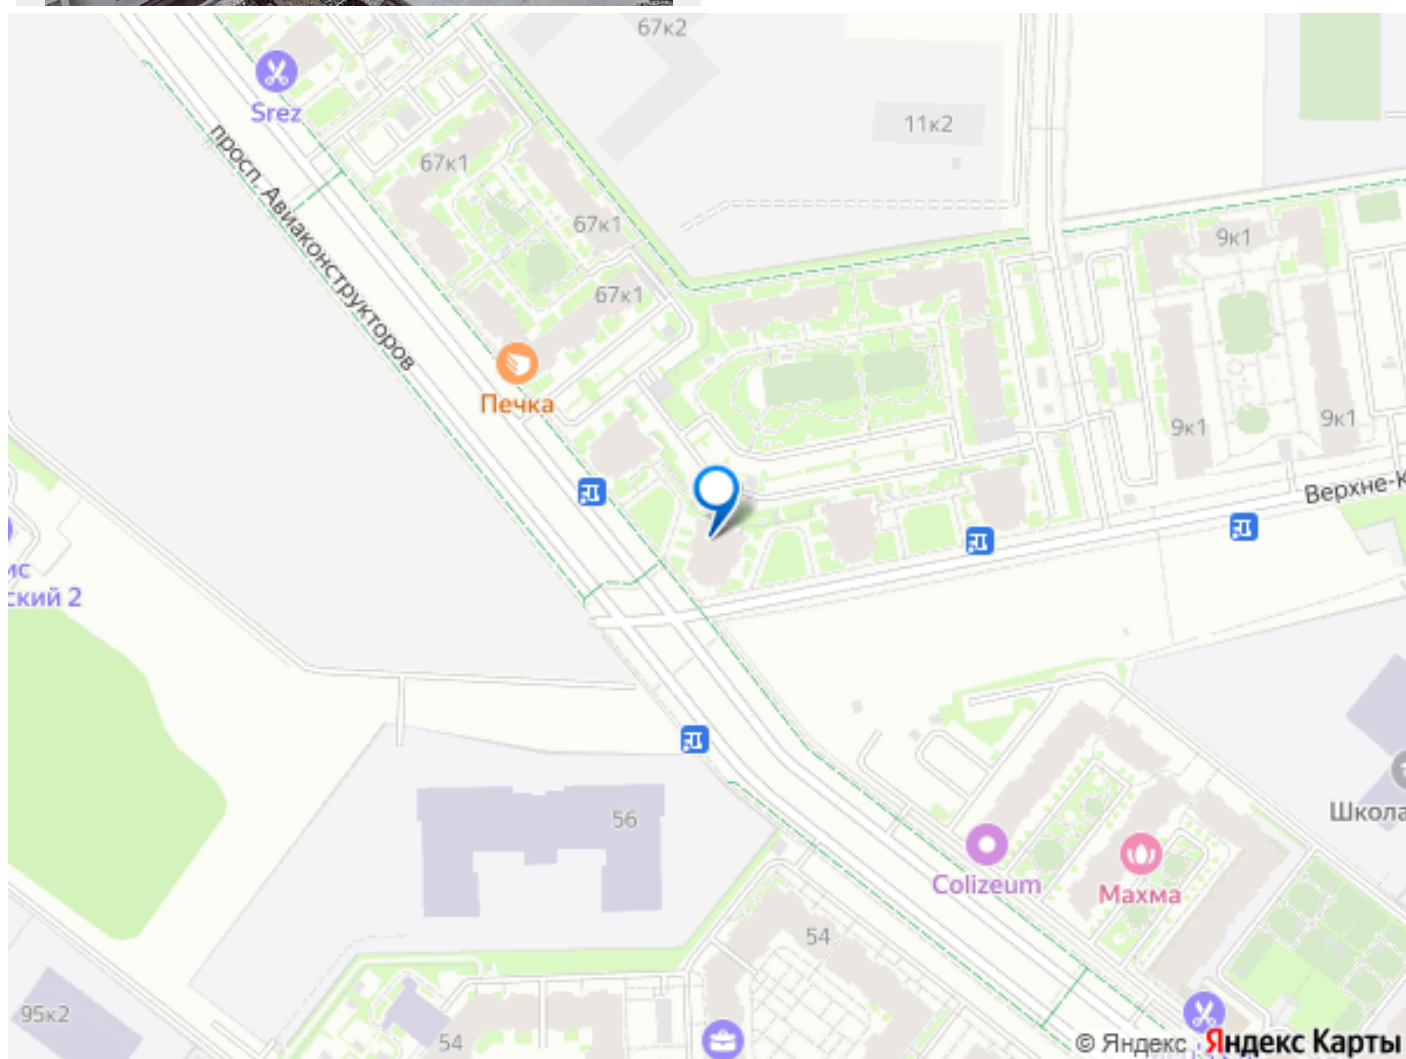 67к2
Srez
11к2
67к1
просп. Авиаконструкторов
67к1
9к1
67к1
Печка
9к1
9к1
Верхне-К
ис
ский 2
56
Школа
Colizeum
Махма
54
95к2
54
© Яндекс Яндекс Карты